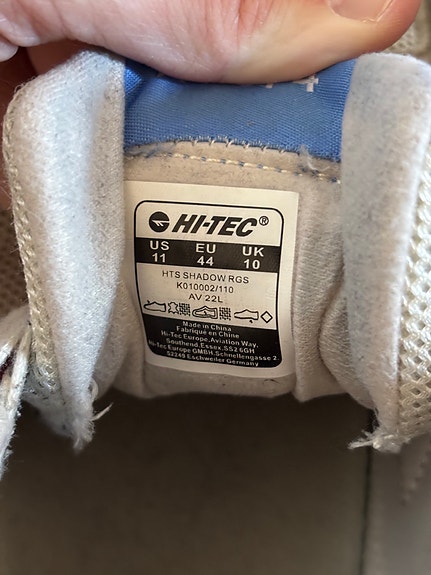 HI-TEC®
US EU UK
11 44 10
HTS SHADOW RGS
K010002/110
AV 22L
Made in China
Fabriqué en Chine
Hi-Tec Europe,Aviation Way,
Southend,Essex,SS2 6GH
Hi-Tec Europe GMBH,Schnellengasse 2.
52249 Eschweiler Germany